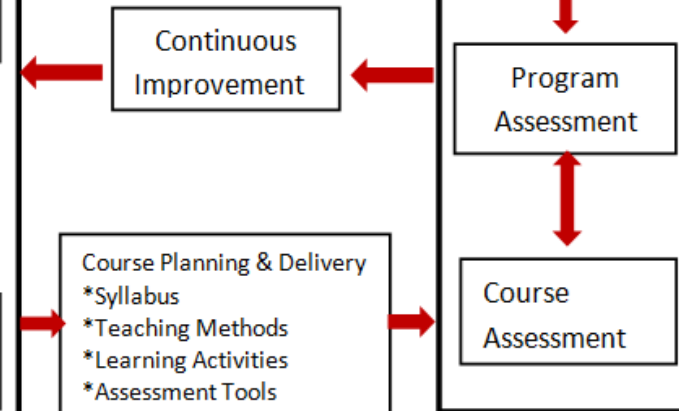 Continuous
Improvement
Program
Assessment
Course Planning & Delivery
*Syllabus
*Teaching Methods
*Learning Activities
*Assessment Tools
Course
Assessment